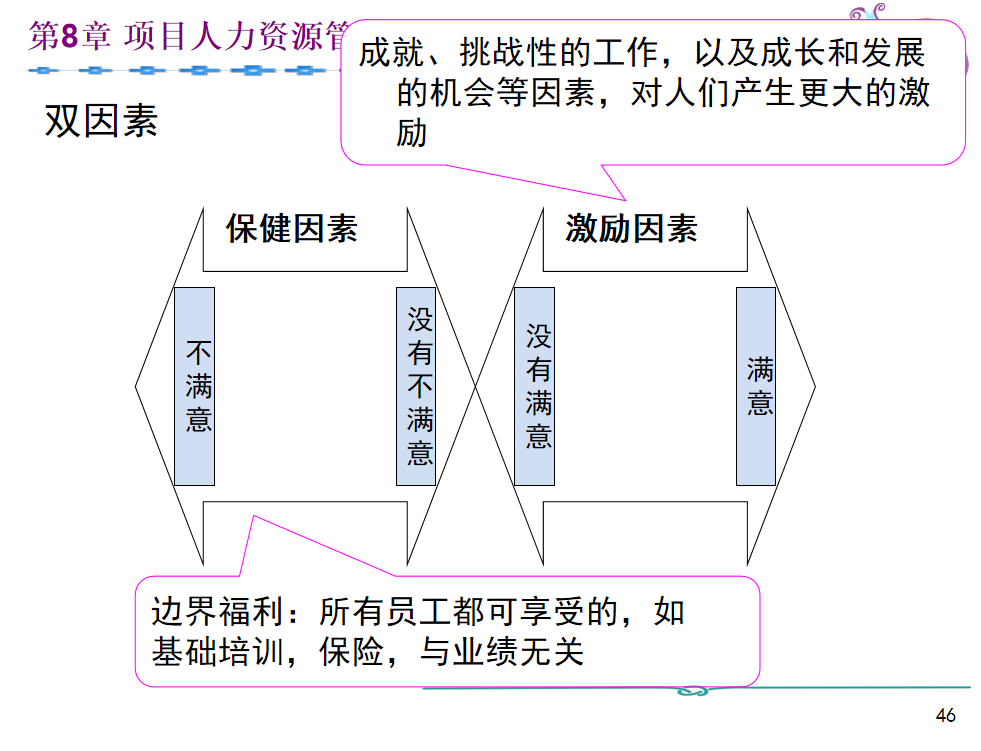 第8章 项目人力资源管
成就、挑战性的工作，以及成长和发展
的机会等因素，对人们产生更大的激
励
双因素
保健因素
激励因素
不满意
没有不满意
没有满意
满意
边界福利：所有员工都可享受的，如
基础培训，保险，与业绩无关
46